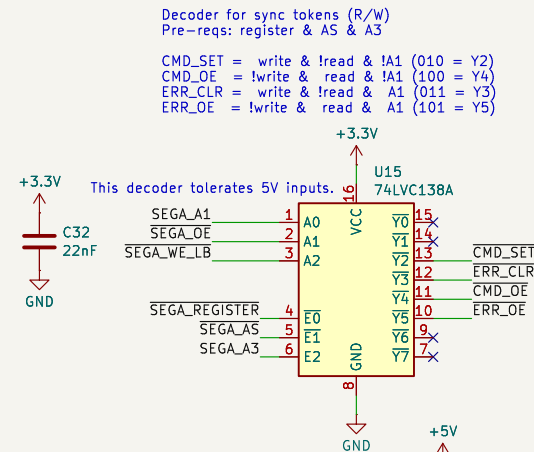 Decoder for sync tokens (R/W)
Pre-reqs: register & AS & A3
CMD_SET =  write & !read & !A1 (010 = Y2)
CMD_OE  = !write &  read & !A1 (100 = Y4)
ERR_CLR =  write & !read &  A1 (011 = Y3)
ERR_OE  = !write &  read &  A1 (101 = Y5)
+3.3V
U15
74LVC138A
This decoder tolerates 5V inputs.
+3.3V
C32
22nF
GND
16
VCC
SEGA_A1 1 A0
SEGA_OE 2 A1
SEGA_WE_LB 3 A2
SEGA_REGISTER 4 E0
SEGA_AS 5 E1
SEGA_A3 6 E2
Y0 15
Y1 14
Y2 13 CMD_SET
Y3 12 ERR_CLR
Y4 11 CMD_OE
Y5 10 ERR_OE
Y6 9
Y7 7
GND
8
GND
+5V